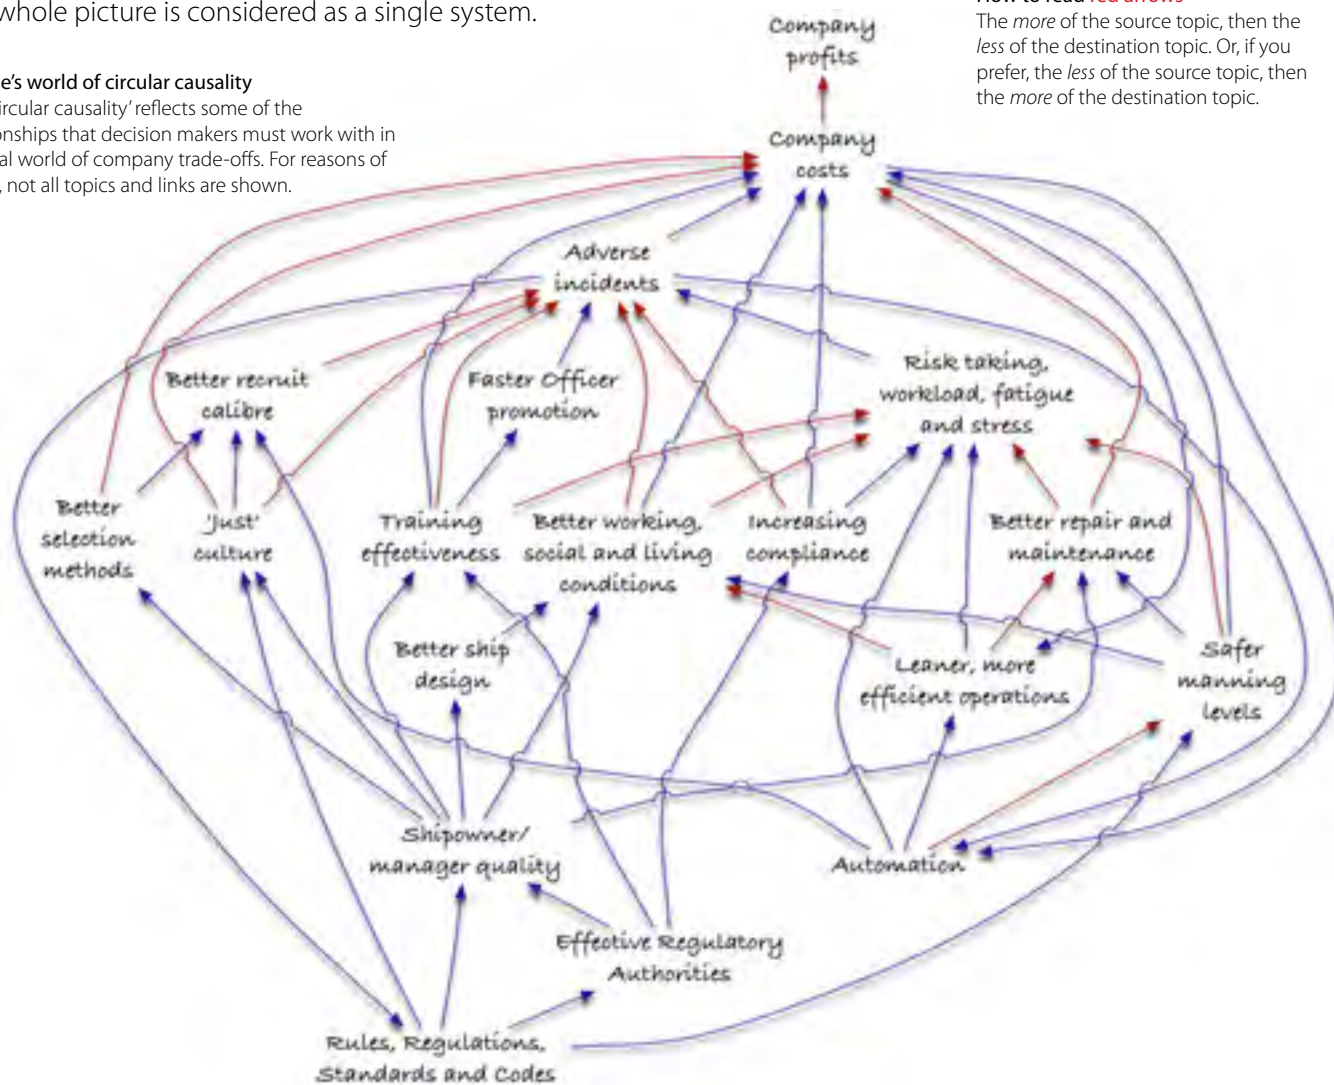 whole picture is considered as a single system.
How to read red arrows
The more of the source topic, then the
less of the destination topic. Or, if you
prefer, the less of the source topic, then
the more of the destination topic.
e's world of circular causality
ircular causality' reflects some of the
onships that decision makers must work with in
al world of company trade-offs. For reasons of
, not all topics and links are shown.
Company
profits
Company
costs
Adverse
incidents
Better recruit
calibre
Faster Officer
promotion
Risk taking,
workload, fatigue
and stress
Better
selection
methods
'Just'
culture
Training
effectiveness
Better working,
social and living
conditions
Increasing
compliance
Better repair and
maintenance
Better ship
design
Leaner, more
efficient operations
Safer
manning
levels
Shipowner/
manager quality
Automation
Effective Regulatory
Authorities
Rules, Regulations,
Standards and Codes